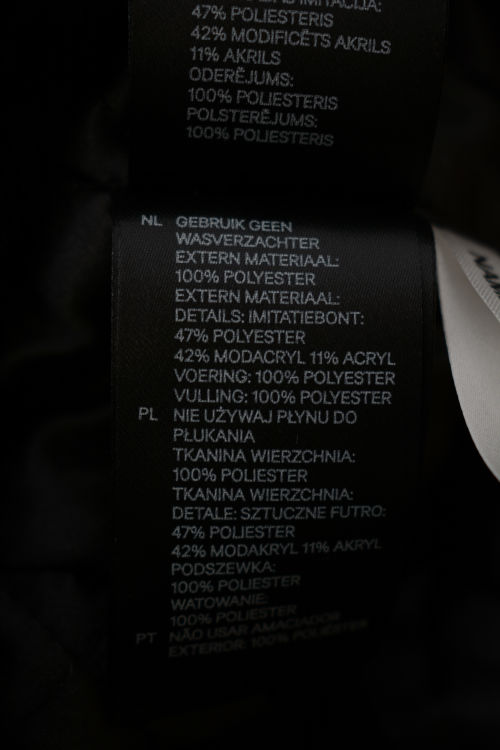 47% POLIESTERIS
42% MODIFICĒTS AKRILS
11% AKRILS
ODERĒJUMS:
100% POLIESTERIS
POLSTERĒJUMS:
100% POLIESTERIS
NL GEBRUIK GEEN
WASVERZACHTER
EXTERN MATERIAAL:
100% POLYESTER
EXTERN MATERIAAL:
DETAILS: IMITATIEBONT:
47% POLYESTER
42% MODACRYL 11% ACRYL
VOERING: 100% POLYESTER
VULLING: 100% POLYESTER
PL NIE UŻYWAJ PŁYNU DO
PŁUKANIA
TKANINA WIERZCHNIA:
100% POLIESTER
TKANINA WIERZCHNIA:
DETALE: SZTUCZNE FUTRO:
47% POLIESTER
42% MODAKRYL 11% AKRYL
PODSZEWKA:
100% POLIESTER
WATOWANIE:
100% POLIESTER
PT NÃO USAR AMACIADOR
EXTERIOR: 100% POLIÉSTER